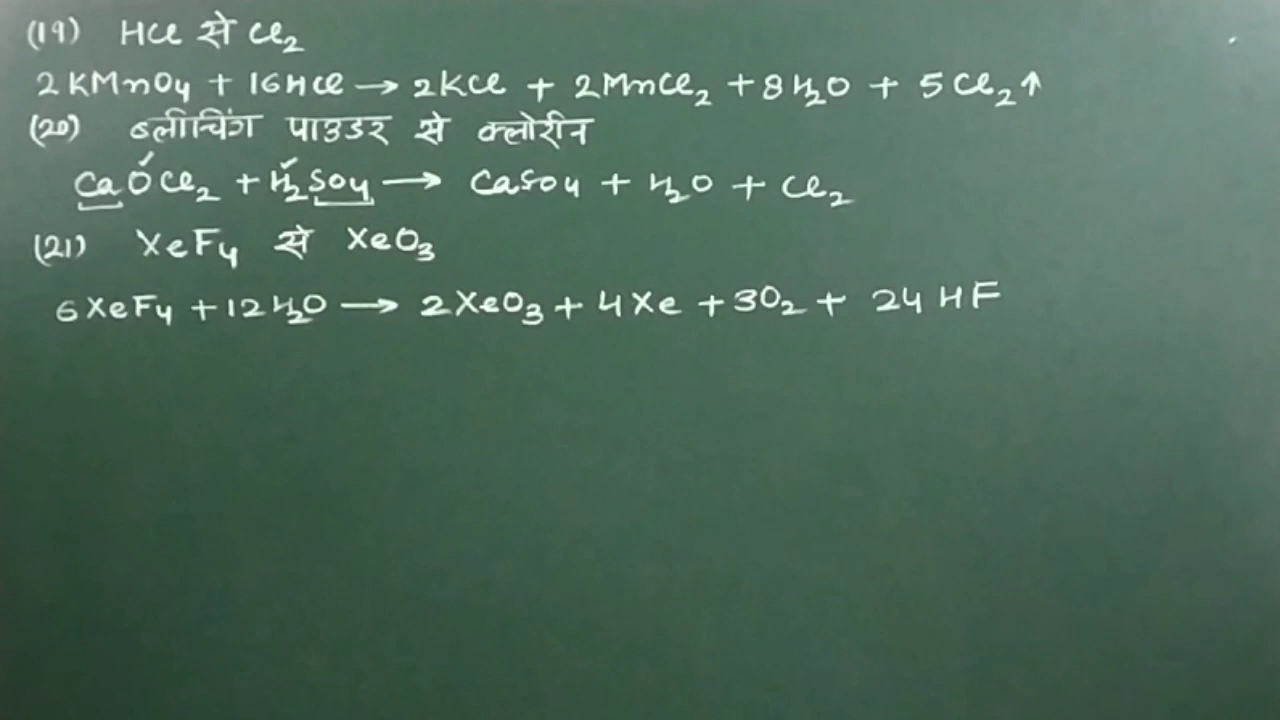 (19) HCl से Cl₂
2KMnO₄ + 16HCl → 2KCl + 2MnCl₂ + 8H₂O + 5Cl₂↑
(20) ब्लीचिंग पाउडर से क्लोरीन
CaOCl₂ + H₂SO₄ → CaSO₄ + H₂O + Cl₂
(21) XeF₄ से XeO₃
6XeF₄ + 12H₂O → 2XeO₃ + 4Xe + 3O₂ + 24HF